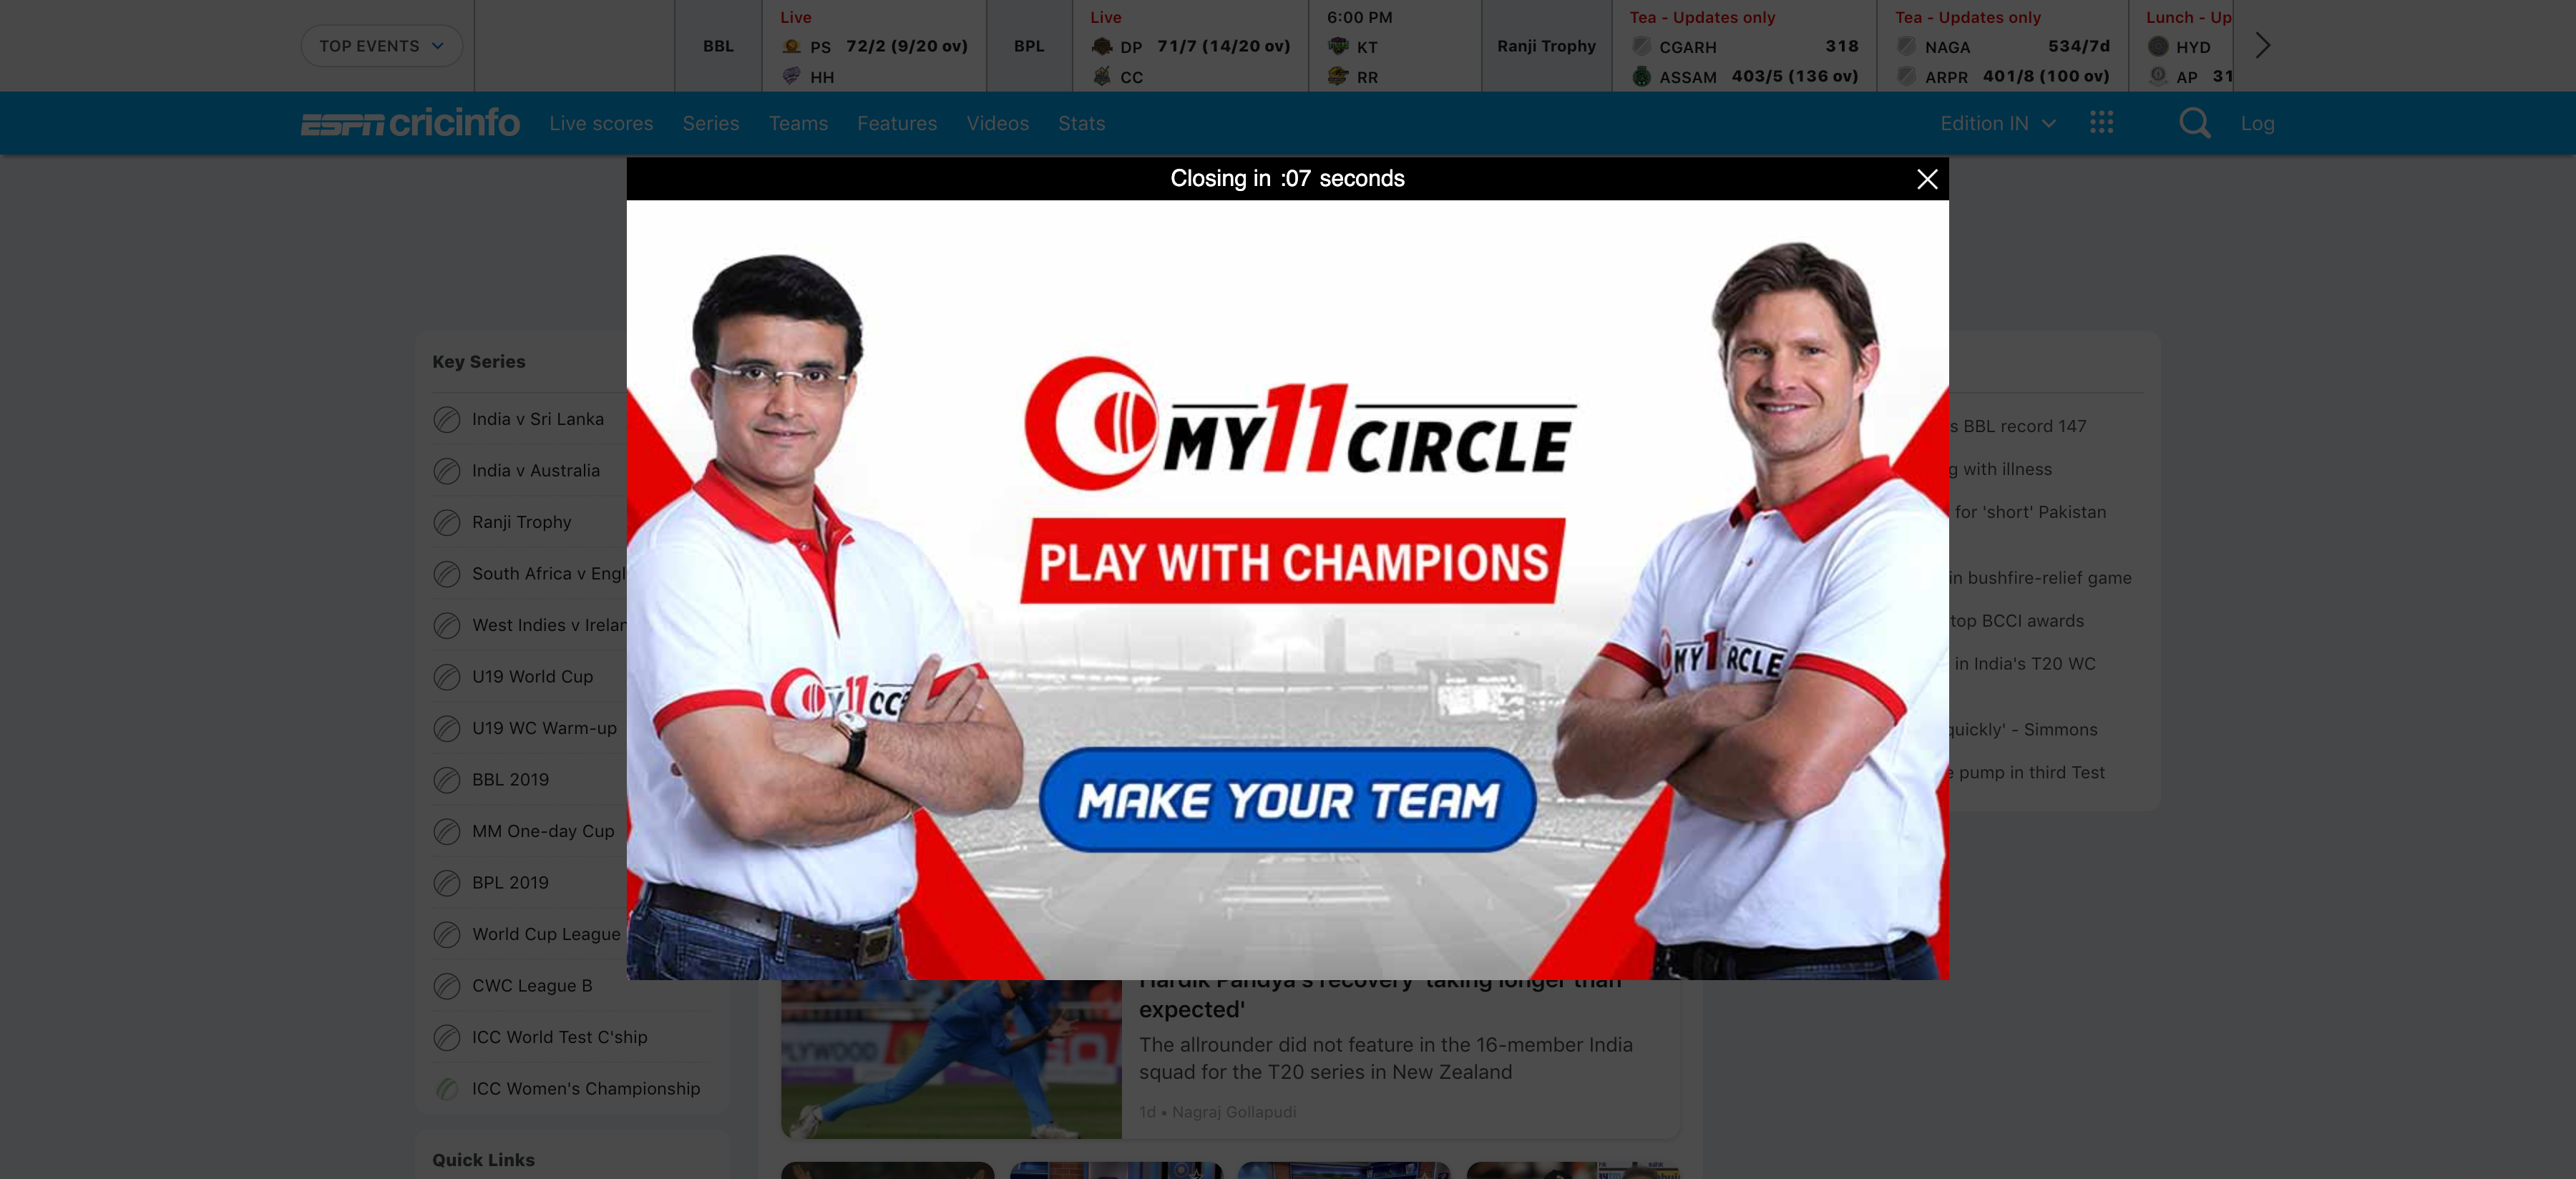 TOP EVENTS
BBL
Live
PS 72/2 (9/20 ov)
HH
BPL
Live
DP 71/7 (14/20 ov)
CC
6:00 PM
KT
RR
Ranji Trophy
Tea - Updates only
CGARH 318
ASSAM 403/5 (136 ov)
Tea - Updates only
NAGA 534/7d
ARPR 401/8 (100 ov)
Lunch - Up
HYD
AP 31
ESPN cricinfo Live scores Series Teams Features Videos Stats Edition IN Log
Closing in :07 seconds
MY11CIRCLE
PLAY WITH CHAMPIONS
MAKE YOUR TEAM
MY11 RCLE
Key Series
India v Sri Lanka
India v Australia
Ranji Trophy
South Africa v Engl
West Indies v Irelan
U19 World Cup
U19 WC Warm-up
BBL 2019
MM One-day Cup
BPL 2019
World Cup League
CWC League B
ICC World Test C'ship
ICC Women's Championship
Quick Links
s BBL record 147
g with illness
for 'short' Pakistan
in bushfire-relief game
top BCCI awards
in India's T20 WC
quickly' - Simmons
e pump in third Test
PLYWOOD
Hardik Pandya's recovery 'taking longer than
expected'
The allrounder did not feature in the 16-member India
squad for the T20 series in New Zealand
1d • Nagraj Gollapudi